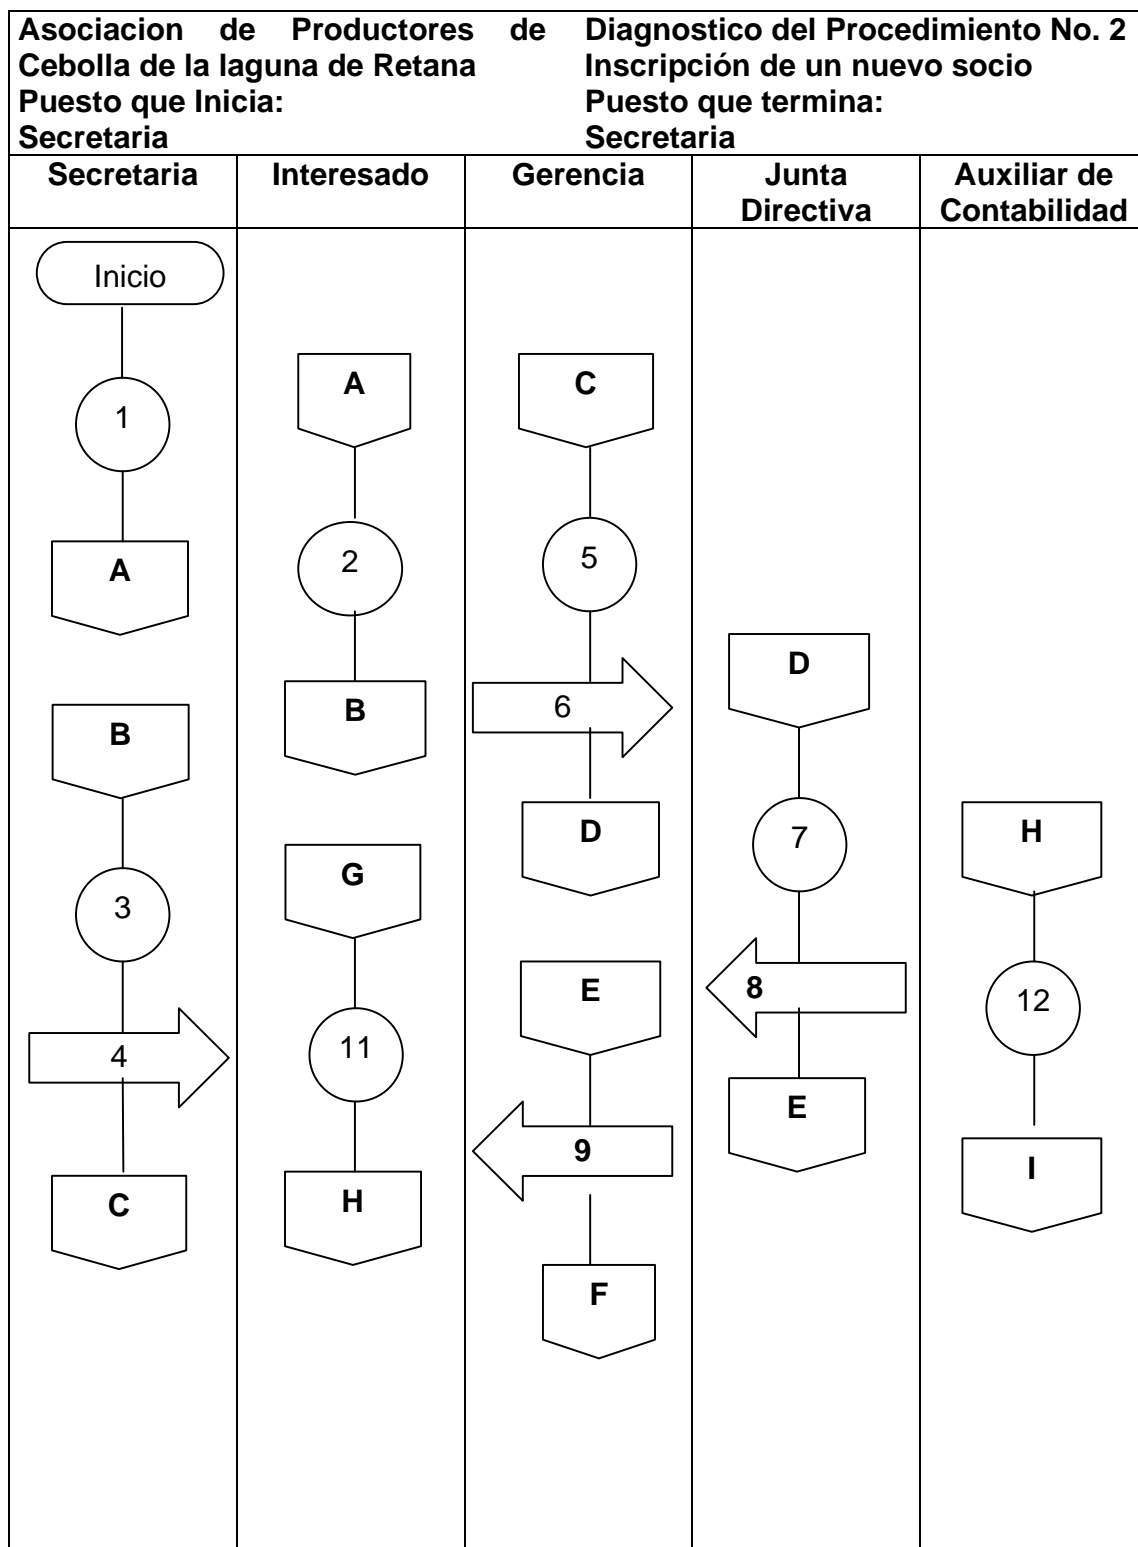 Asociacion de Productores de
Cebolla de la laguna de Retana
Puesto que Inicia:
Secretaria
Diagnostico del Procedimiento No. 2
Inscripción de un nuevo socio
Puesto que termina:
Secretaria
Secretaria
Interesado
Gerencia
Junta
Directiva
Auxiliar de
Contabilidad
Inicio
1
A
B
3
4
C
A
2
B
G
11
H
C
5
6
D
E
9
F
D
7
8
E
H
12
I